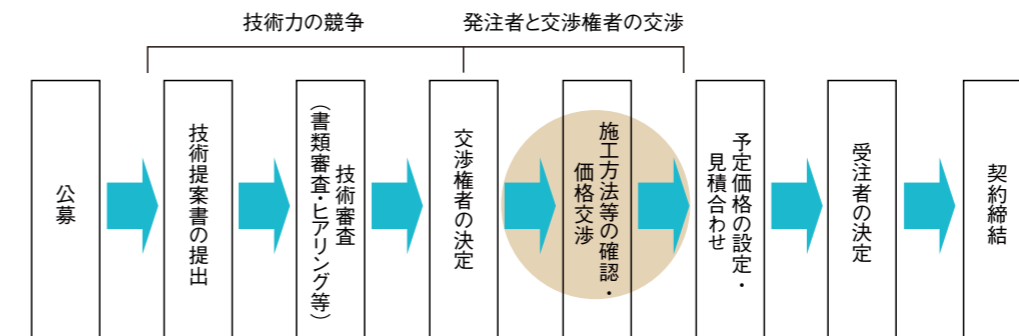 技術力の競争
発注者と交渉権者の交渉
公募
技術提案書の提出
技術審査
(書類審査・ヒアリング等)
交渉権者の決定
施工方法等の確認・
価格交渉
予定価格の設定・
見積合わせ
受注者の決定
契約締結